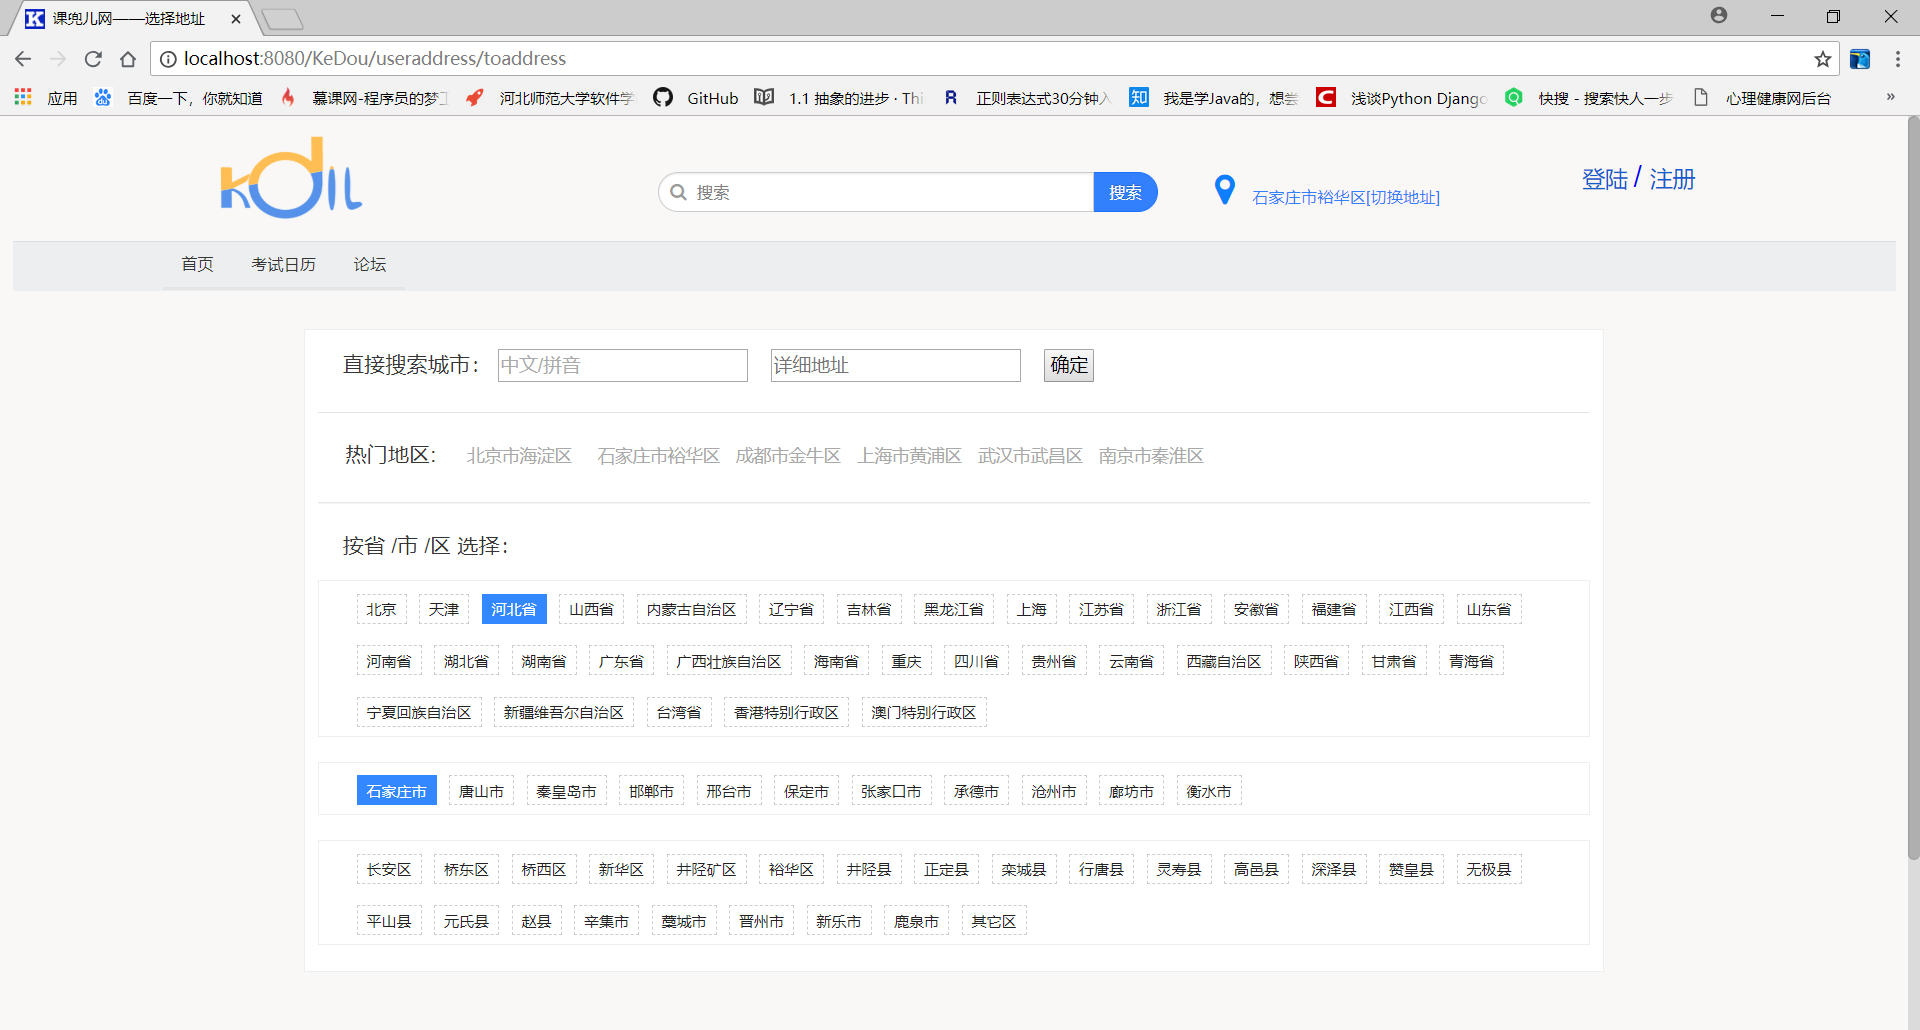 课兜儿网——选择地址
localhost:8080/KeDou/useraddress/toaddress
应用 百度一下，你就知道 慕课网-程序员的梦 河北师范大学软件学 GitHub 1.1 抽象的进步 · Thi R 正则表达式30分钟入 知 我是学Java的，想尝 C 浅谈Python Django 快搜 - 搜索快人一步 心理健康网后台 »
KDIL
搜索 搜索 石家庄市裕华区[切换地址] 登陆 / 注册
首页 考试日历 论坛
直接搜索城市： 中文/拼音 详细地址 确定
热门地区： 北京市海淀区 石家庄市裕华区 成都市金牛区 上海市黄浦区 武汉市武昌区 南京市秦淮区
按省 /市 /区 选择：
北京 天津 河北省 山西省 内蒙古自治区 辽宁省 吉林省 黑龙江省 上海 江苏省 浙江省 安徽省 福建省 江西省 山东省
河南省 湖北省 湖南省 广东省 广西壮族自治区 海南省 重庆 四川省 贵州省 云南省 西藏自治区 陕西省 甘肃省 青海省
宁夏回族自治区 新疆维吾尔自治区 台湾省 香港特别行政区 澳门特别行政区
石家庄市 唐山市 秦皇岛市 邯郸市 邢台市 保定市 张家口市 承德市 沧州市 廊坊市 衡水市
长安区 桥东区 桥西区 新华区 井陉矿区 裕华区 井陉县 正定县 栾城县 行唐县 灵寿县 高邑县 深泽县 赞皇县 无极县
平山县 元氏县 赵县 辛集市 藁城市 晋州市 新乐市 鹿泉市 其它区